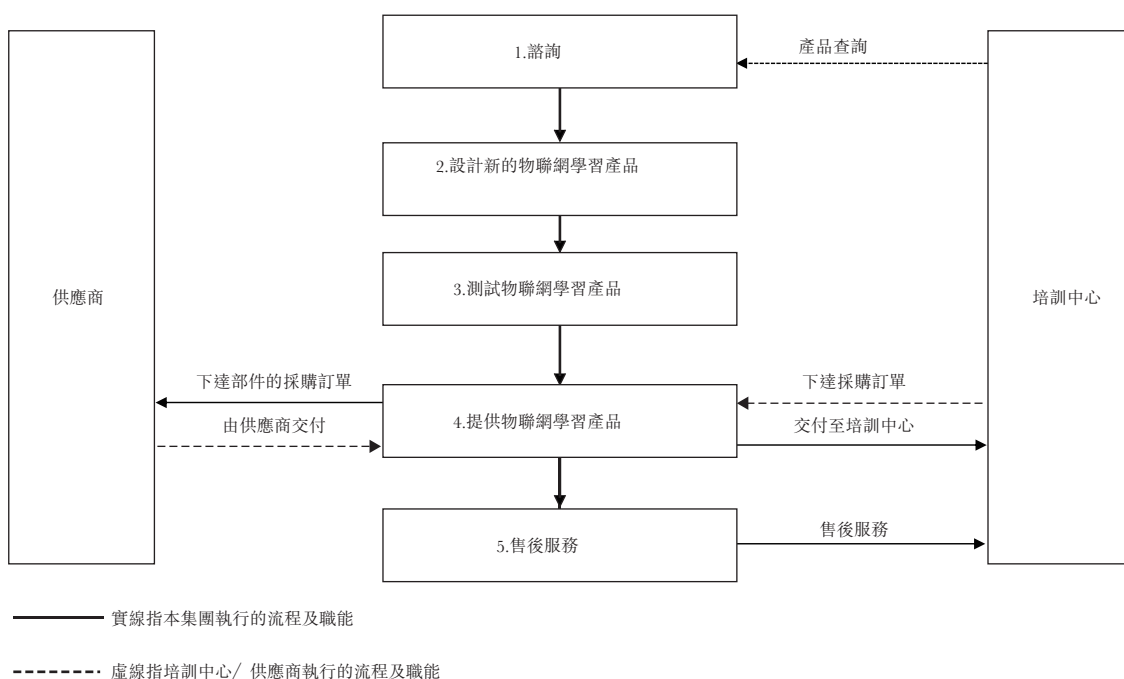 1.諮詢
產品查詢
2.設計新的物聯網學習產品
3.測試物聯網學習產品
供應商
培訓中心
下達部件的採購訂單
下達採購訂單
由供應商交付
4.提供物聯網學習產品
交付至培訓中心
5.售後服務
售後服務
實線指本集團執行的流程及職能
虛線指培訓中心/ 供應商執行的流程及職能